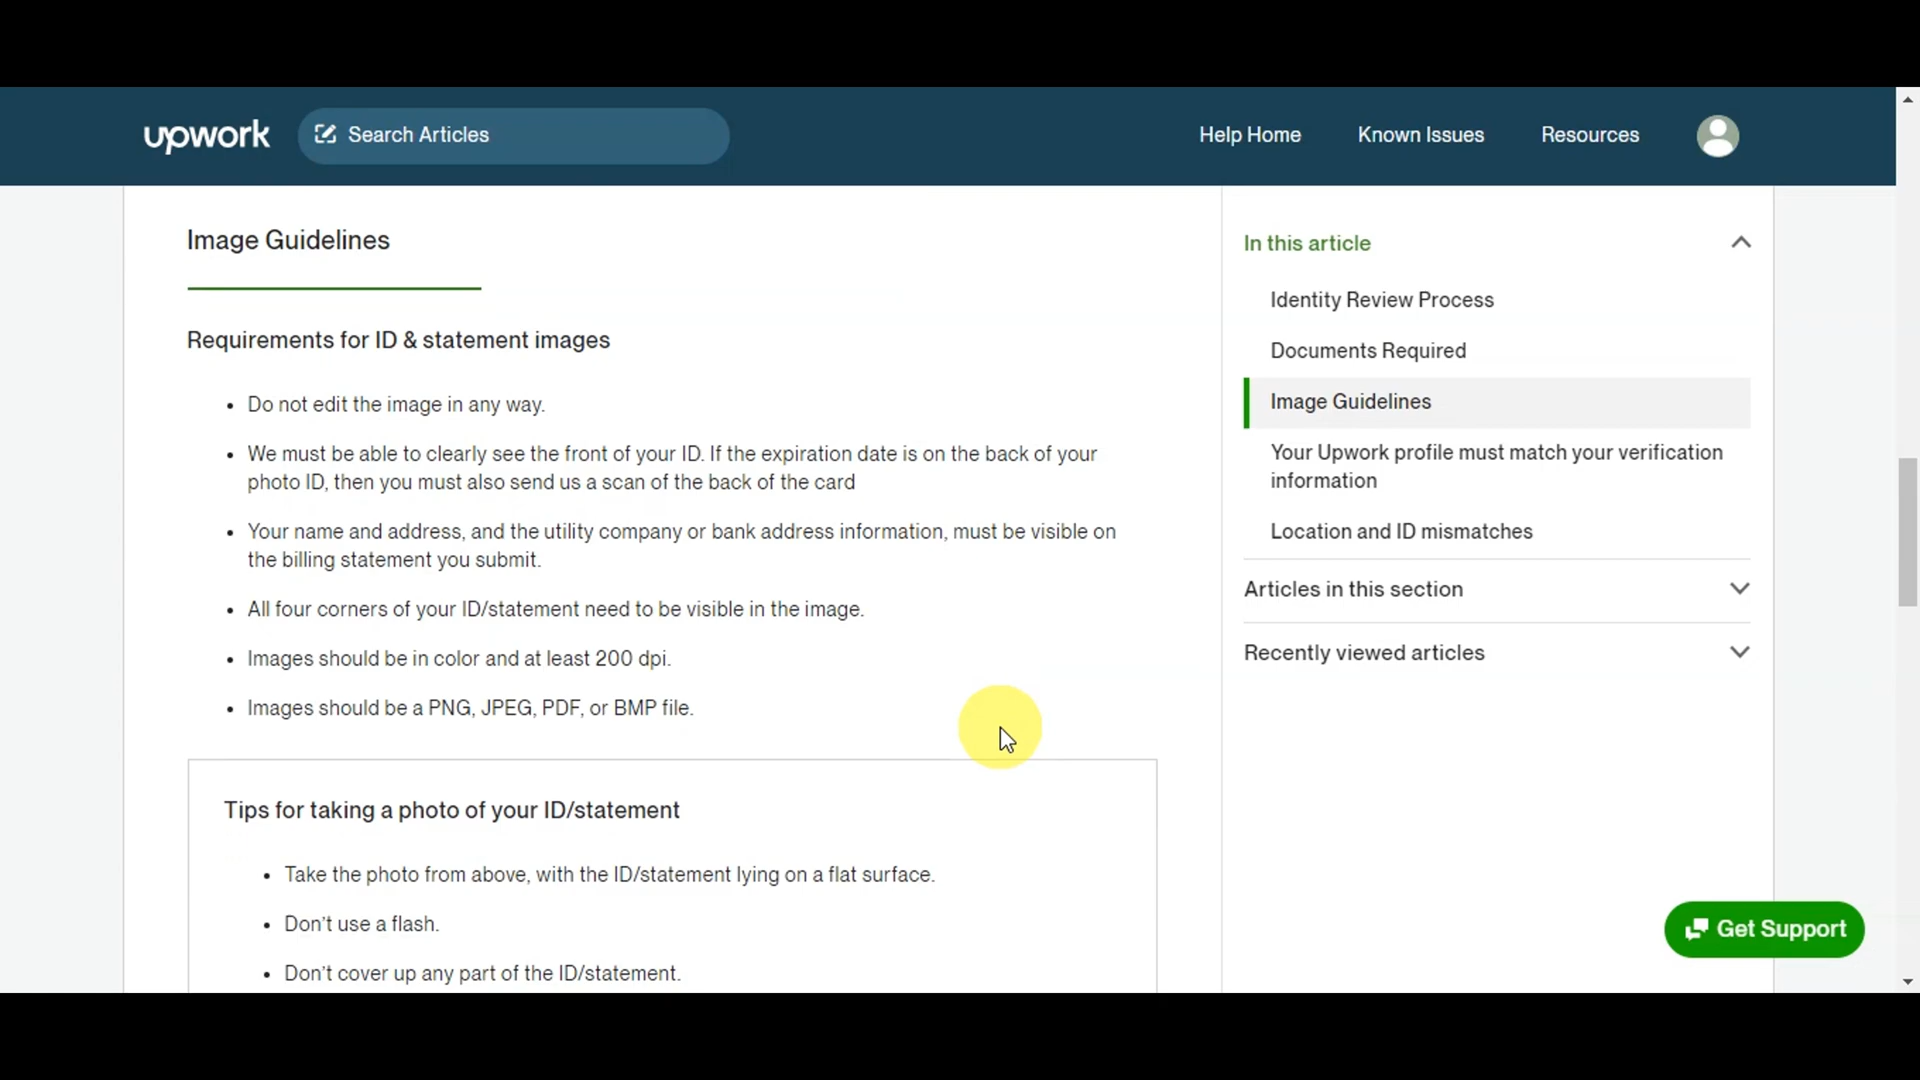 upwork
Search Articles
Help Home
Known Issues
Resources
Image Guidelines
Requirements for ID & statement images
Do not edit the image in any way.
We must be able to clearly see the front of your ID. If the expiration date is on the back of your
photo ID, then you must also send us a scan of the back of the card
Your name and address, and the utility company or bank address information, must be visible on
the billing statement you submit.
All four corners of your ID/statement need to be visible in the image.
Images should be in color and at least 200 dpi.
Images should be a PNG, JPEG, PDF, or BMP file.
Tips for taking a photo of your ID/statement
Take the photo from above, with the ID/statement lying on a flat surface.
Don't use a flash.
Don't cover up any part of the ID/statement.
In this article
Identity Review Process
Documents Required
Image Guidelines
Your Upwork profile must match your verification
information
Location and ID mismatches
Articles in this section
Recently viewed articles
Get Support